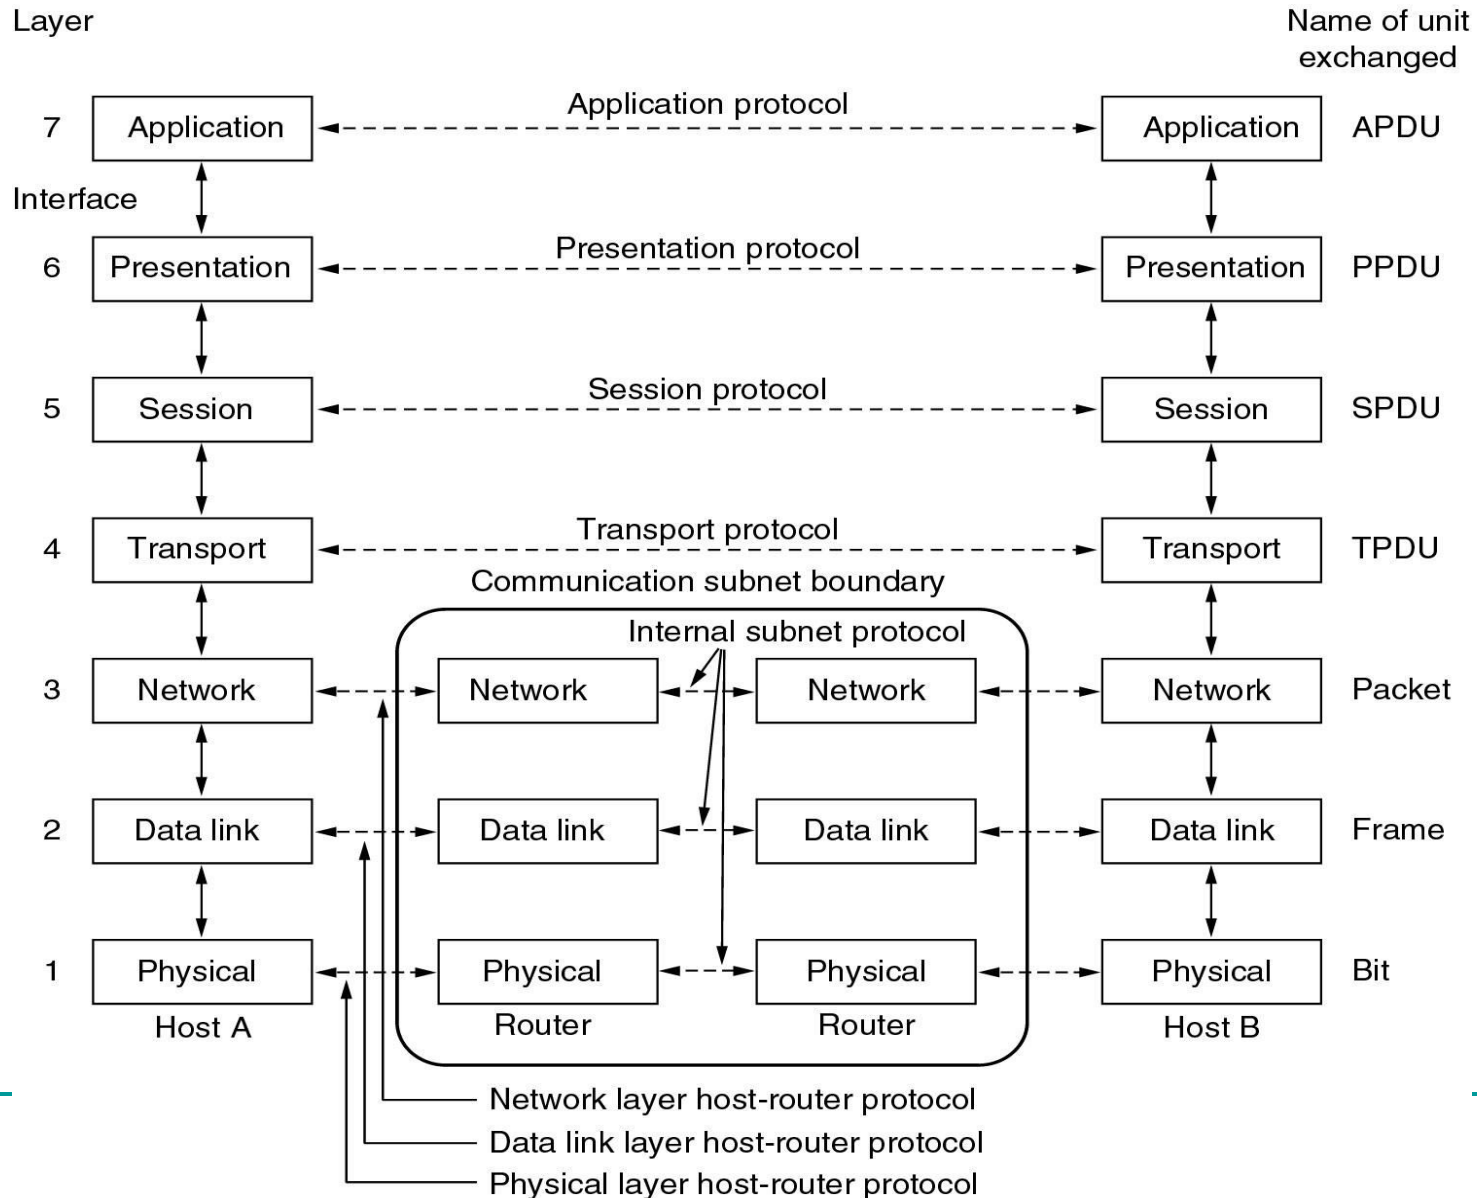 Layer
Name of unit
exchanged
Application protocol
7
Application
Application
APDU
Interface
Presentation protocol
6
Presentation
Presentation
PPDU
Session protocol
5
Session
Session
SPDU
Transport protocol
4
Transport
Transport
TPDU
Communication subnet boundary
Internal subnet protocol
3
Network
Network
Network
Network
Packet
2
Data link
Data link
Data link
Data link
Frame
1
Physical
Physical
Physical
Physical
Bit
Host A
Router
Router
Host B
Network layer host-router protocol
Data link layer host-router protocol
Physical layer host-router protocol